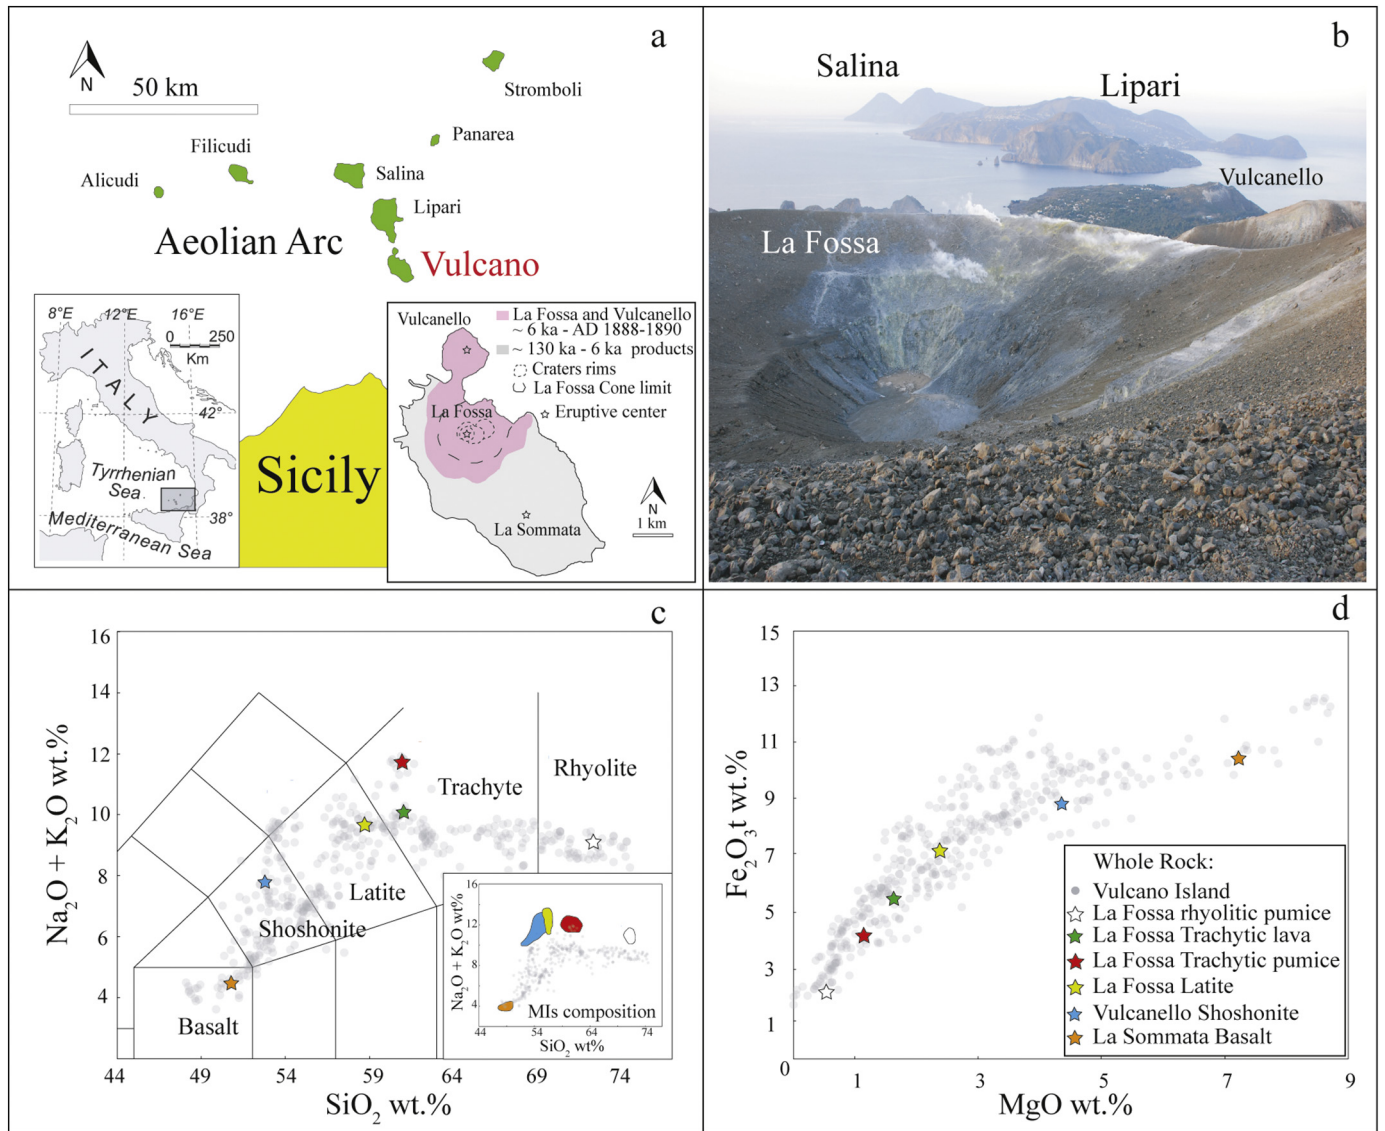 a
N
50 km
Stromboli
Panarea
Filicudi
Alicudi
Salina
Lipari
Aeolian Arc
Vulcano
8°E 12°E 16°E
0 250
Km
ITALY
42°
Tyrrhenian
Sea
38°
Mediterranean Sea
Sicily
Vulcanello
La Fossa and Vulcanello
~ 6 ka - AD 1888-1890
~ 130 ka - 6 ka products
Craters rims
La Fossa Cone limit
Eruptive center
La Fossa
La Sommata
N
1 km
b
Salina
Lipari
Vulcanello
La Fossa
c
16
14
12
10
8
6
4
Na2O + K2O wt.%
Trachyte
Rhyolite
Latite
Shoshonite
Basalt
16
12
8
4
Na2O + K2O wt%
MIs composition
44 54 64 74
SiO2 wt%
44 49 54 59 64 69 74
SiO2 wt.%
d
15
13
11
9
7
5
3
1
Fe2O3t wt.%
Whole Rock:
Vulcano Island
La Fossa rhyolitic pumice
La Fossa Trachytic lava
La Fossa Trachytic pumice
La Fossa Latite
Vulcanello Shoshonite
La Sommata Basalt
0 1 3 5 7 9
MgO wt.%